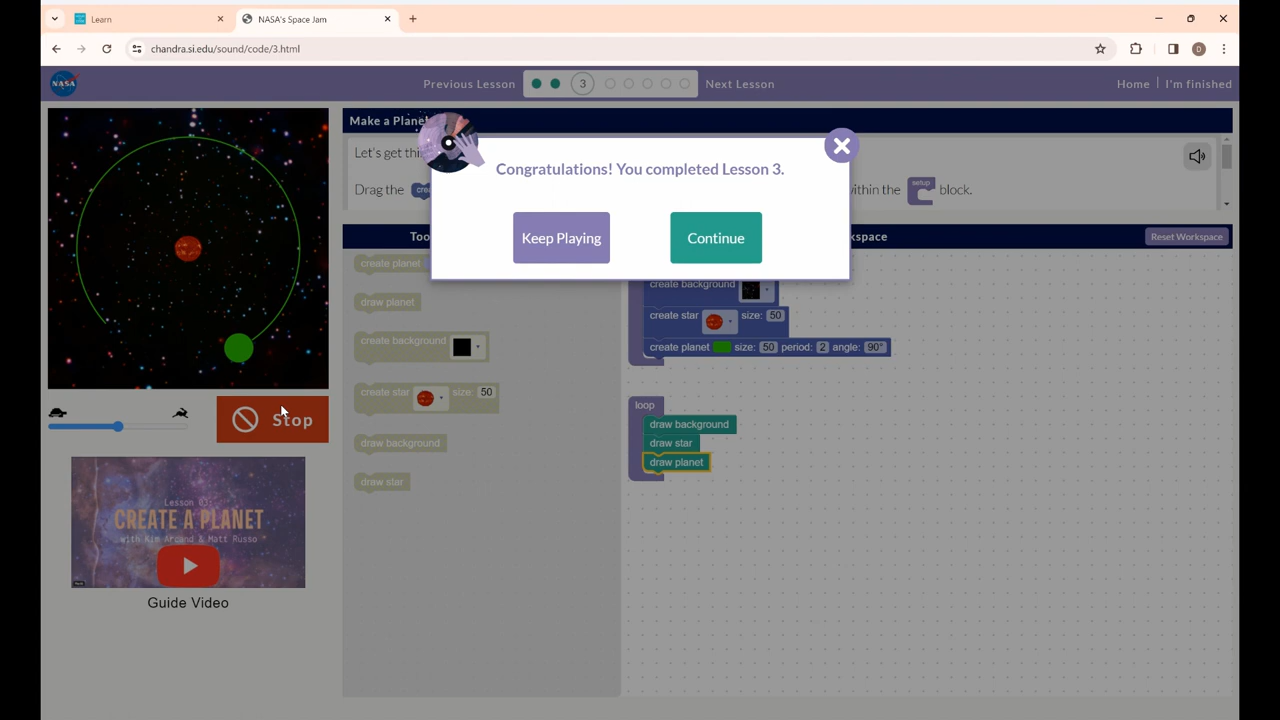 Learn
NASA's Space Jam
chandra.si.edu/sound/code/3.html
D
NASA
Previous Lesson
3
Next Lesson
Home
I'm finished
Make a Planet
Let's get thi
Drag the
within the
setup
block.
Congratulations! You completed Lesson 3.
Keep Playing
Continue
Reset Workspace
create planet
draw planet
create background
create star size: 50
draw background
draw star
create background
create star size: 50
create planet size: 50 period: 2 angle: 90°
loop
draw background
draw star
draw planet
Stop
Lesson 03:
CREATE A PLANET
with Kim Arcand & Matt Russo
Guide Video